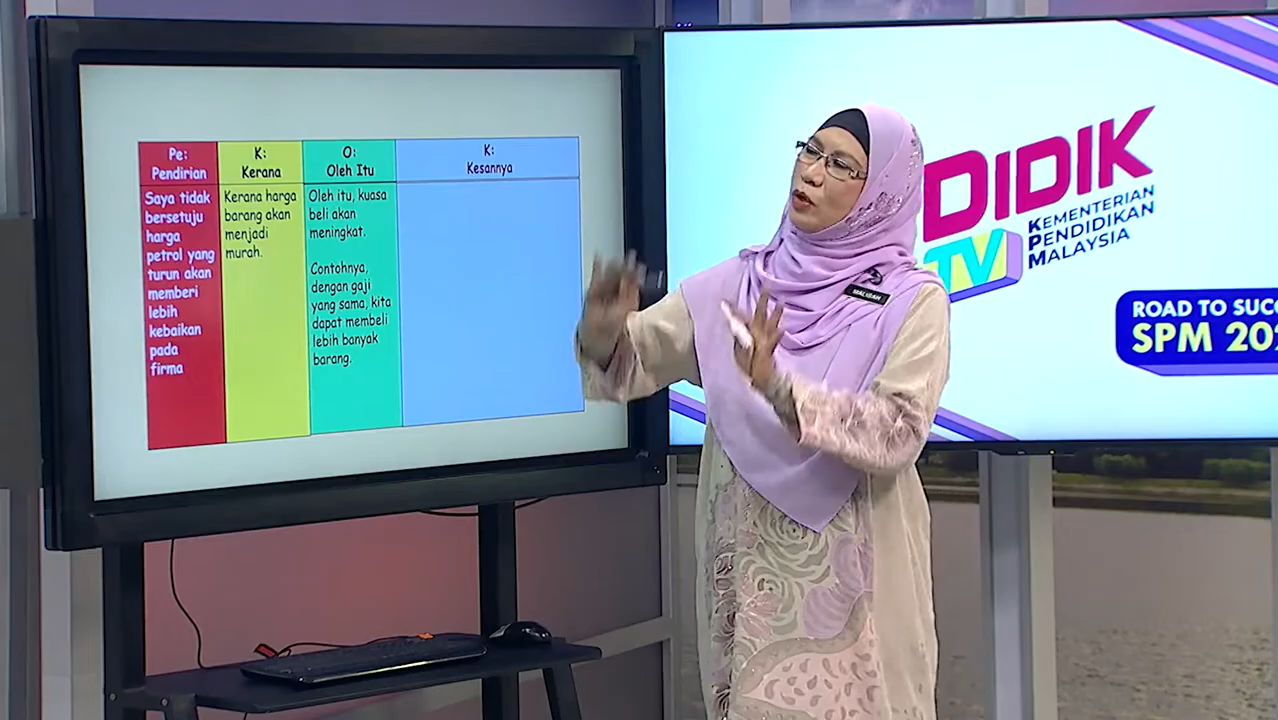 Pe:
Pendirian
K:
Kerana
O:
Oleh Itu
K:
Kesannya
Saya tidak
bersetuju
harga
petrol yang
turun akan
memberi
lebih
kebaikan
pada
firma
Kerana harga
barang akan
menjadi
murah.
Oleh itu, kuasa
beli akan
meningkat.
Contohnya,
dengan gaji
yang sama, kita
dapat membeli
lebih banyak
barang.
MALIBAH
DIDIK
TV
KEMENTERIAN
PENDIDIKAN
MALAYSIA
ROAD TO
SPM